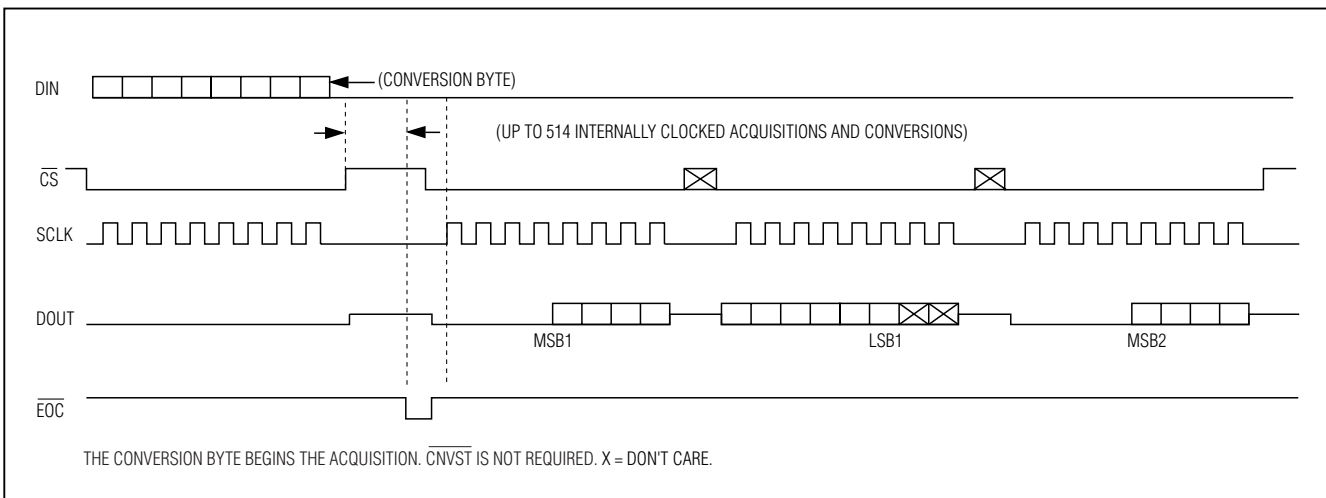 DIN
(CONVERSION BYTE)
(UP TO 514 INTERNALLY CLOCKED ACQUISITIONS AND CONVERSIONS)
CS
SCLK
DOUT
MSB1
LSB1
MSB2
EOC
THE CONVERSION BYTE BEGINS THE ACQUISITION. CNVST IS NOT REQUIRED. X = DON'T CARE.